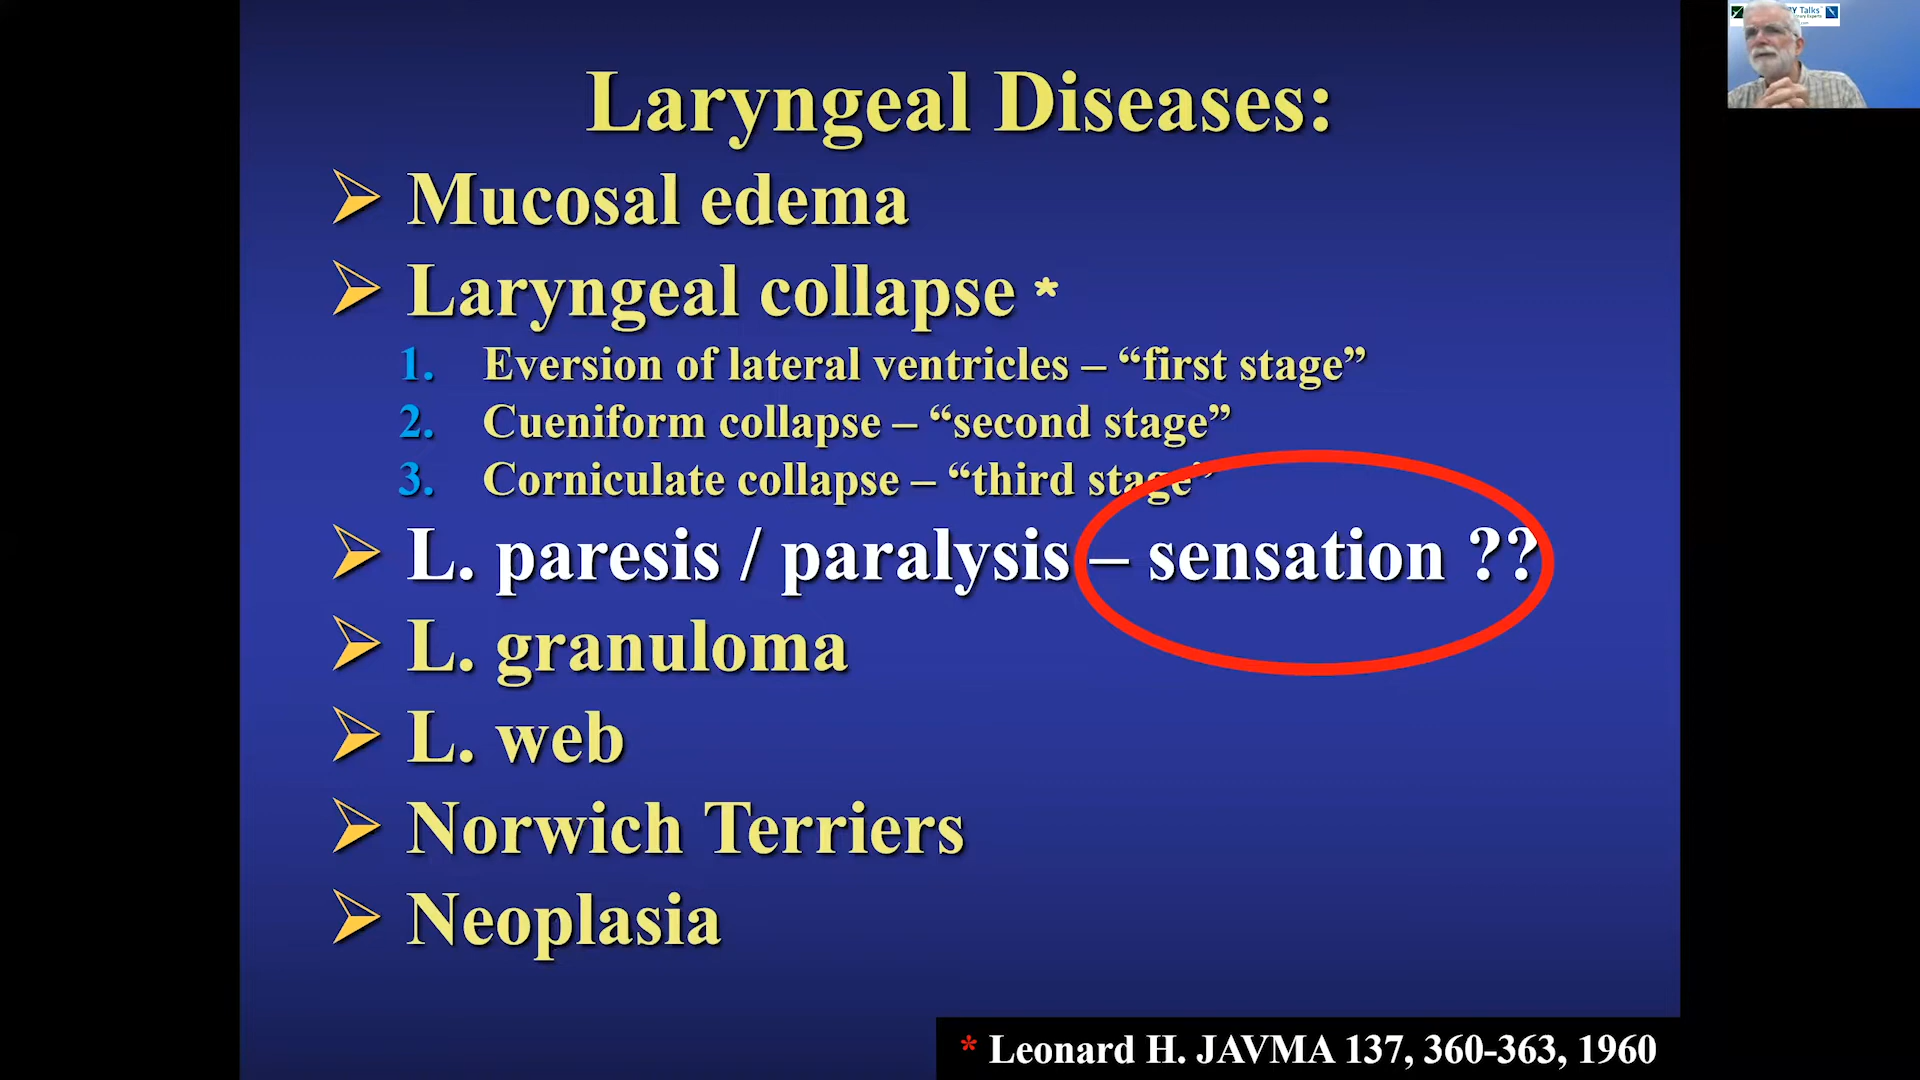 Laryngeal Diseases:
Mucosal edema
Laryngeal collapse *
1. Eversion of lateral ventricles – “first stage”
2. Cueniform collapse – “second stage”
3. Corniculate collapse – “third stage”
L. paresis / paralysis – sensation ??
L. granuloma
L. web
Norwich Terriers
Neoplasia
* Leonard H. JAVMA 137, 360-363, 1960
Talks